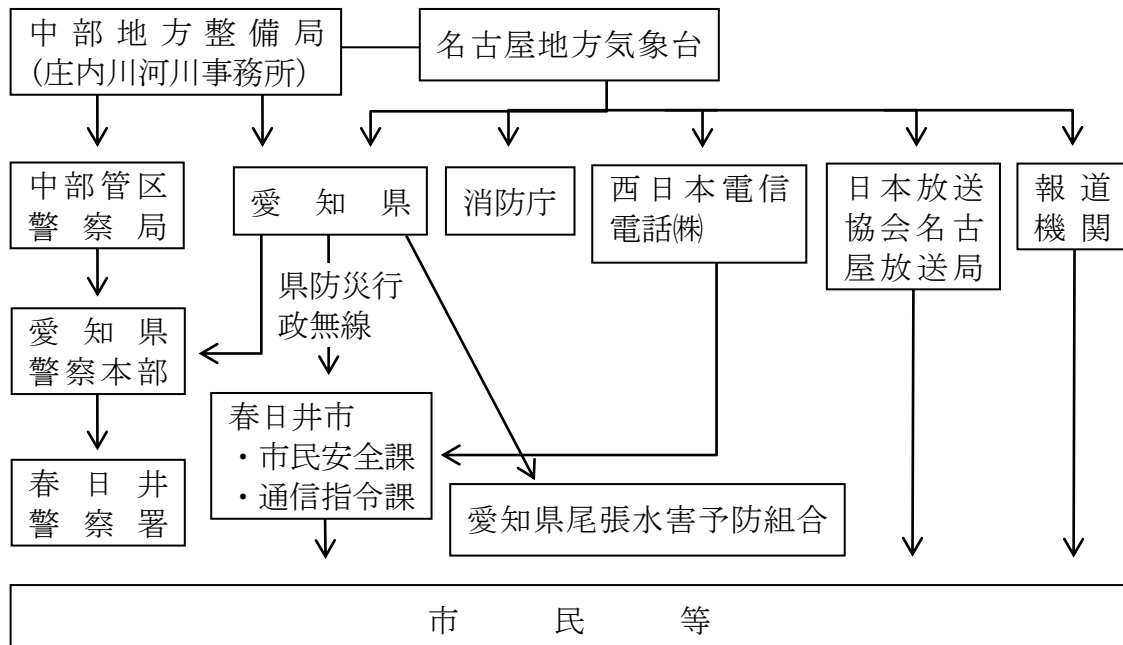 中部地方整備局
(庄内川河川事務所)
名古屋地方気象台
中部管区
警察局
愛知県
消防庁
西日本電信
電話㈱
日本放送
協会名古
屋放送局
報道
機関
県防災行
政無線
愛知県
警察本部
春日井市
・市民安全課
・通信指令課
春日井
警察署
愛知県尾張水害予防組合
市民等